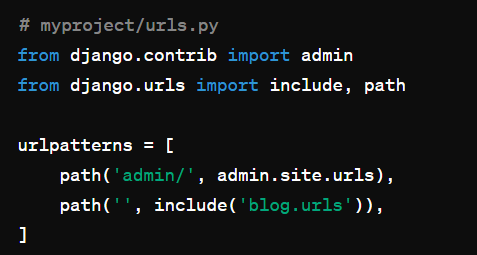 # myproject/urls.py
from django.contrib import admin
from django.urls import include, path

urlpatterns = [
    path('admin/', admin.site.urls),
    path('', include('blog.urls')),
]